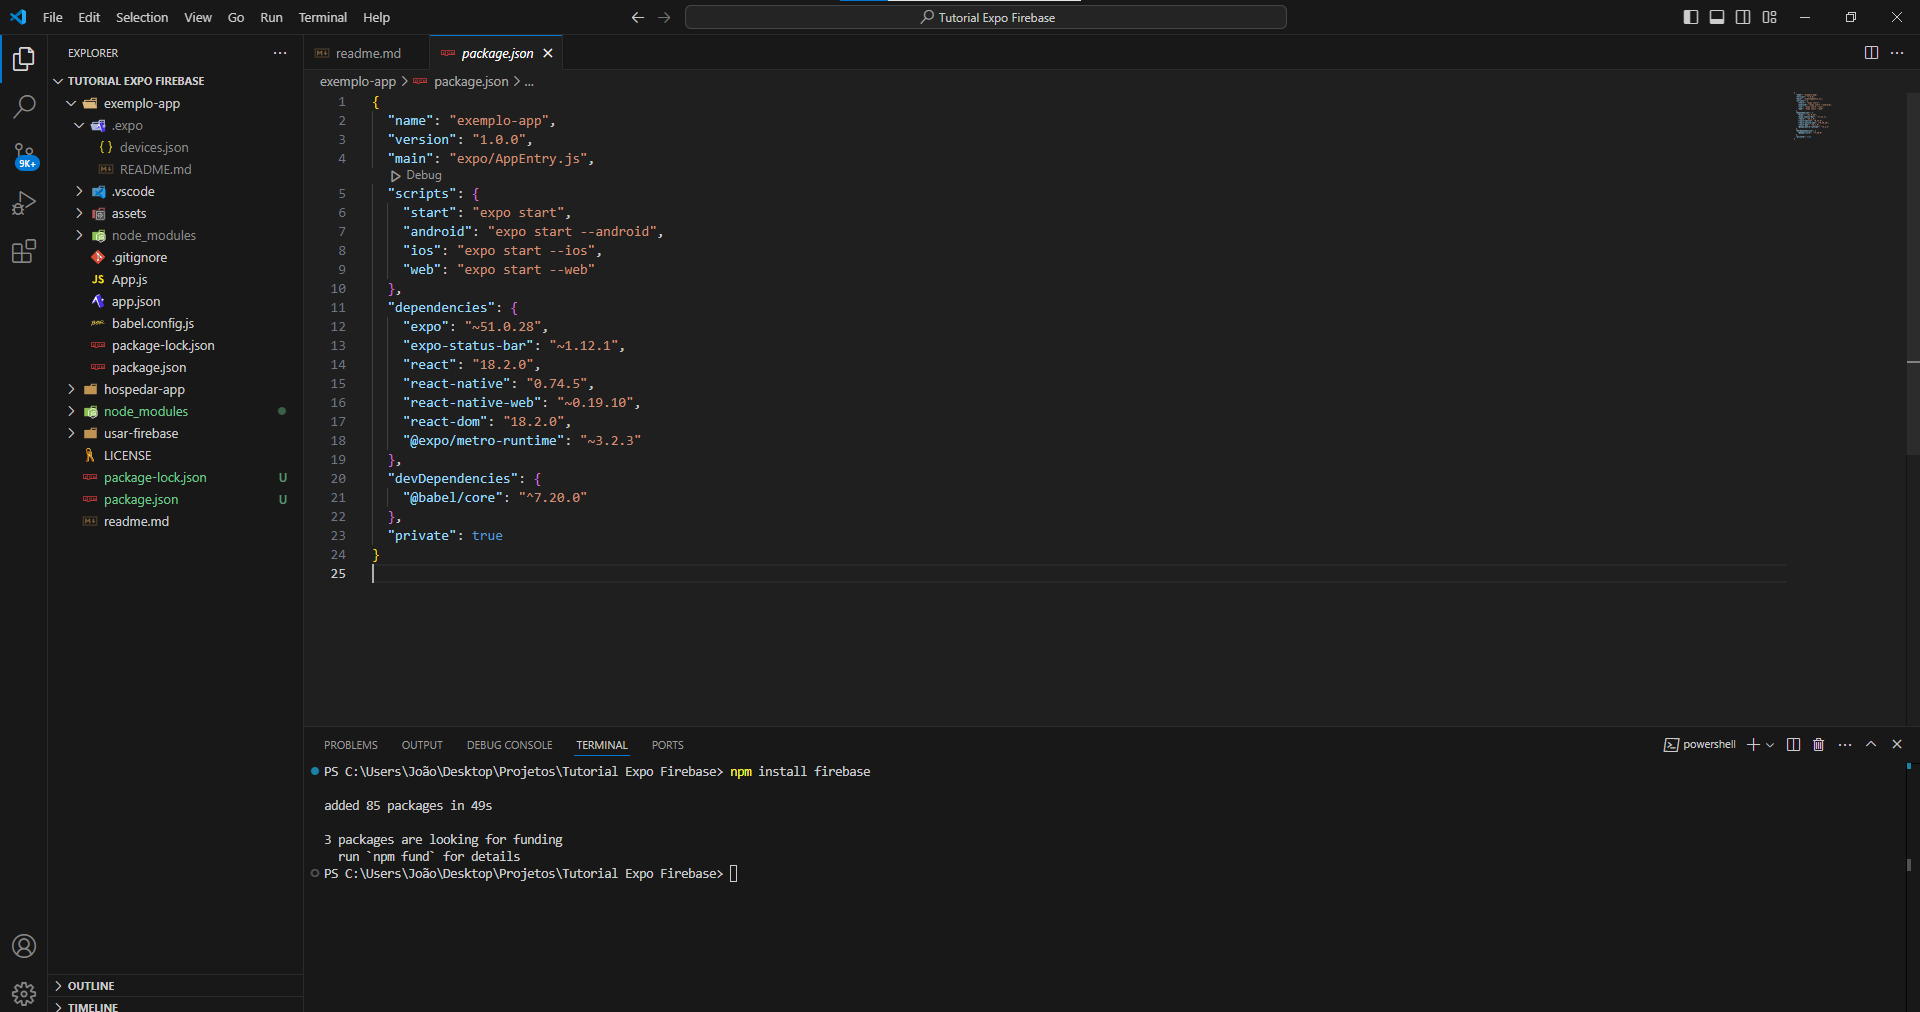 File Edit Selection View Go Run Terminal Help
Tutorial Expo Firebase
EXPLORER
TUTORIAL EXPO FIREBASE
exemplo-app
.expo
{ } devices.json
README.md
.vscode
assets
node_modules
.gitignore
JS App.js
app.json
babel.config.js
package-lock.json
package.json
hospedar-app
node_modules
usar-firebase
LICENSE
package-lock.json U
package.json U
readme.md
9K+
OUTLINE
TIMELINE
readme.md
package.json
exemplo-app > package.json > ...
1 {
2 "name": "exemplo-app",
3 "version": "1.0.0",
4 "main": "expo/AppEntry.js",
Debug
5 "scripts": {
6 "start": "expo start",
7 "android": "expo start --android",
8 "ios": "expo start --ios",
9 "web": "expo start --web"
10 },
11 "dependencies": {
12 "expo": "~51.0.28",
13 "expo-status-bar": "~1.12.1",
14 "react": "18.2.0",
15 "react-native": "0.74.5",
16 "react-native-web": "~0.19.10",
17 "react-dom": "18.2.0",
18 "@expo/metro-runtime": "~3.2.3"
19 },
20 "devDependencies": {
21 "@babel/core": "^7.20.0"
22 },
23 "private": true
24 }
25
PROBLEMS OUTPUT DEBUG CONSOLE TERMINAL PORTS
powershell
PS C:\Users\João\Desktop\Projetos\Tutorial Expo Firebase> npm install firebase
added 85 packages in 49s
3 packages are looking for funding
run `npm fund` for details
PS C:\Users\João\Desktop\Projetos\Tutorial Expo Firebase>